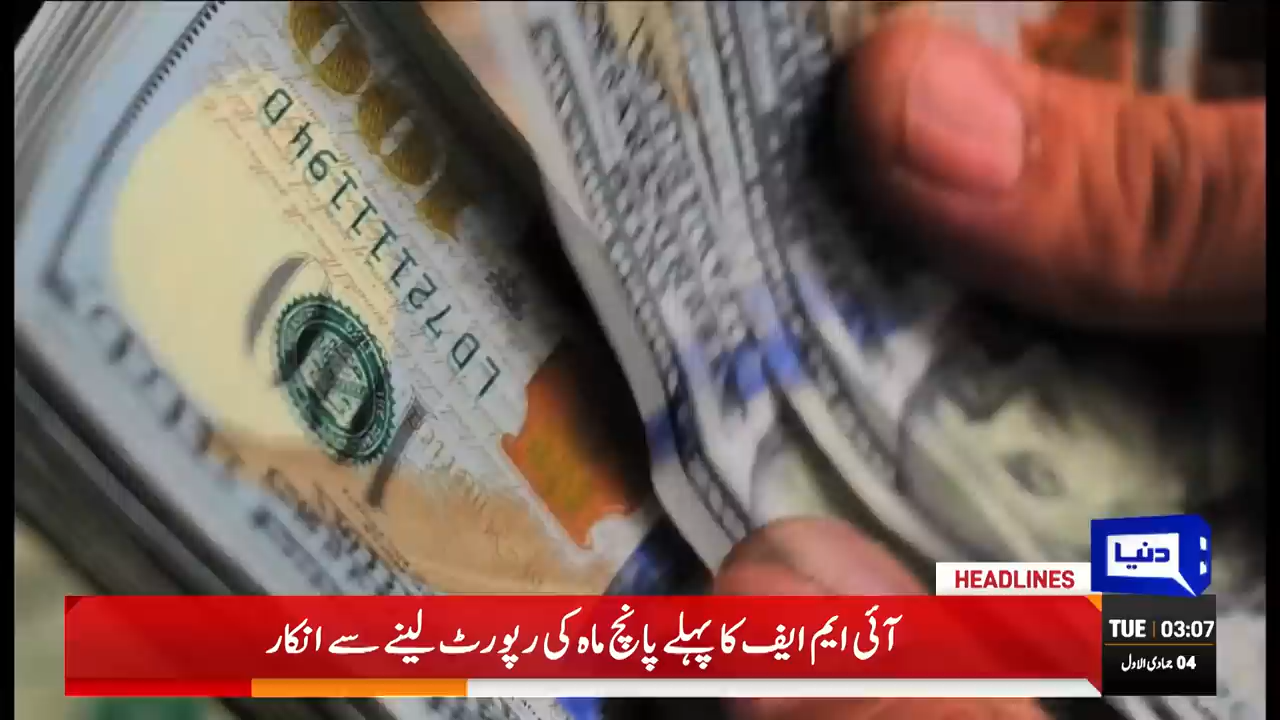 LD72111194D
دنیا
HEADLINES
آئی ایم ایف کا پہلے پانچ ماہ کی رپورٹ لینے سے انکار
TUE | 03:07
04 جمادی الاول